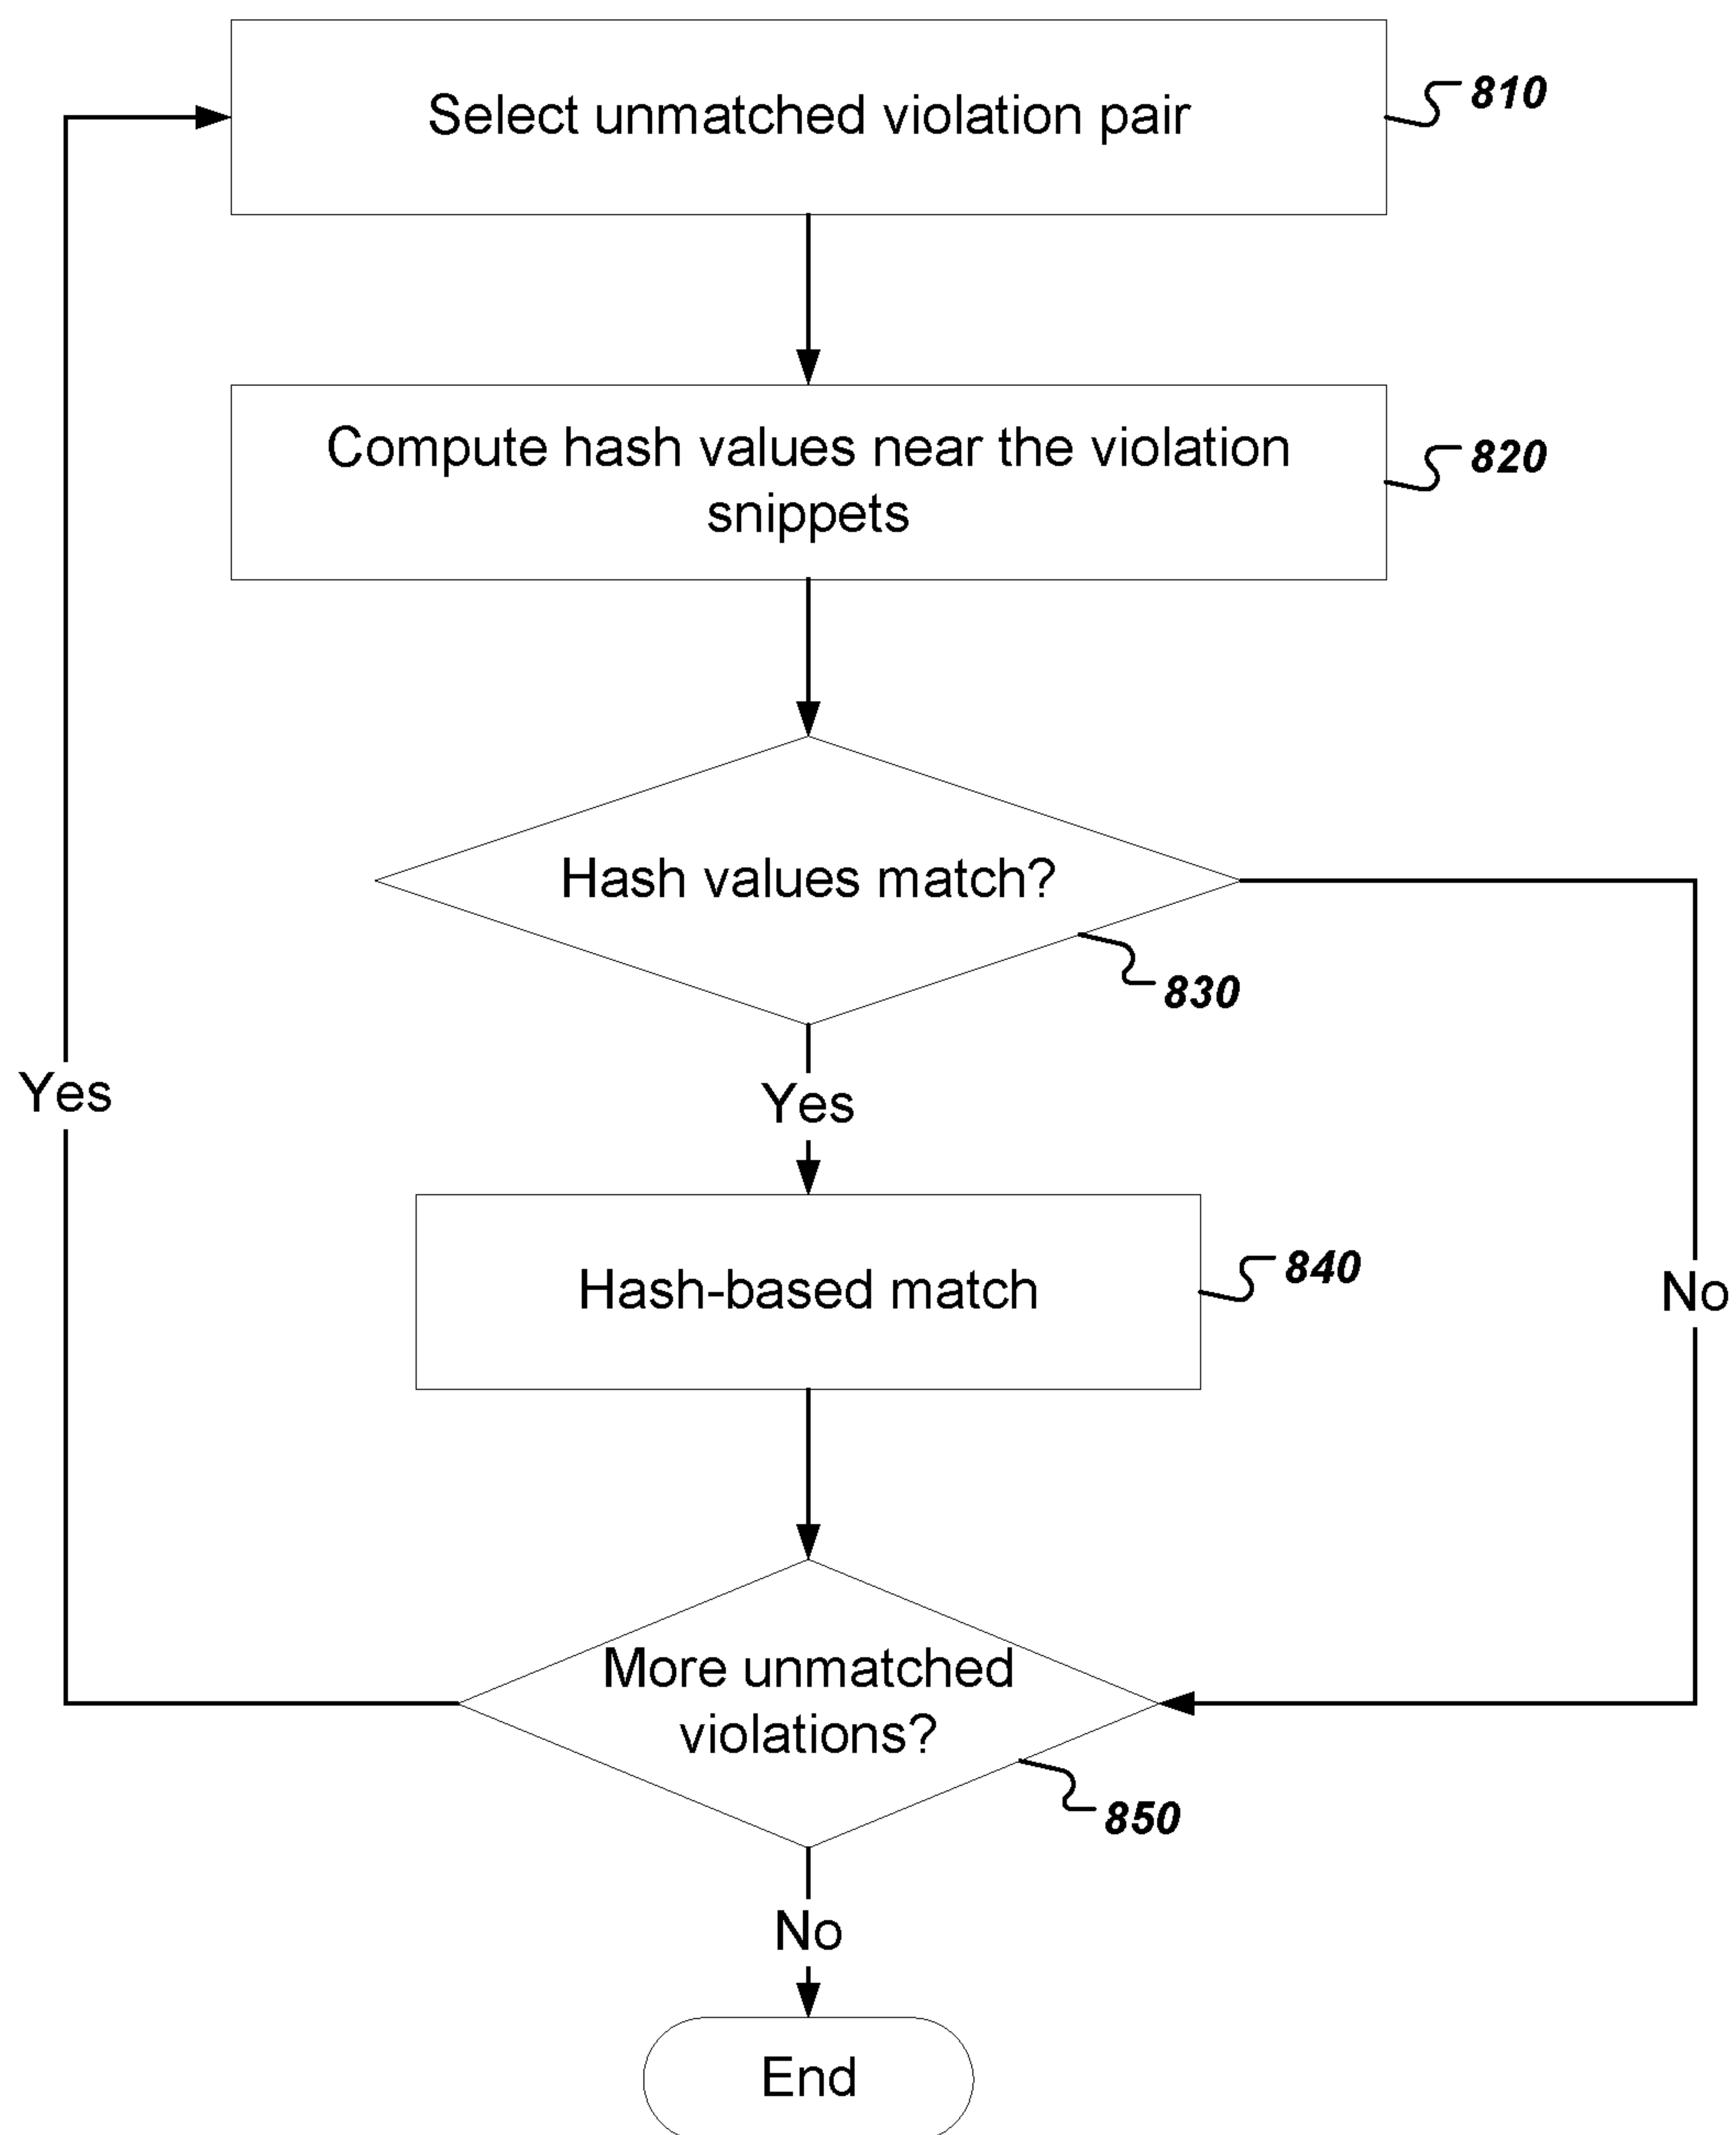 Select unmatched violation pair
810
Compute hash values near the violation
snippets
820
Hash values match?
830
Yes
Yes
Hash-based match
840
No
More unmatched
violations?
850
No
End